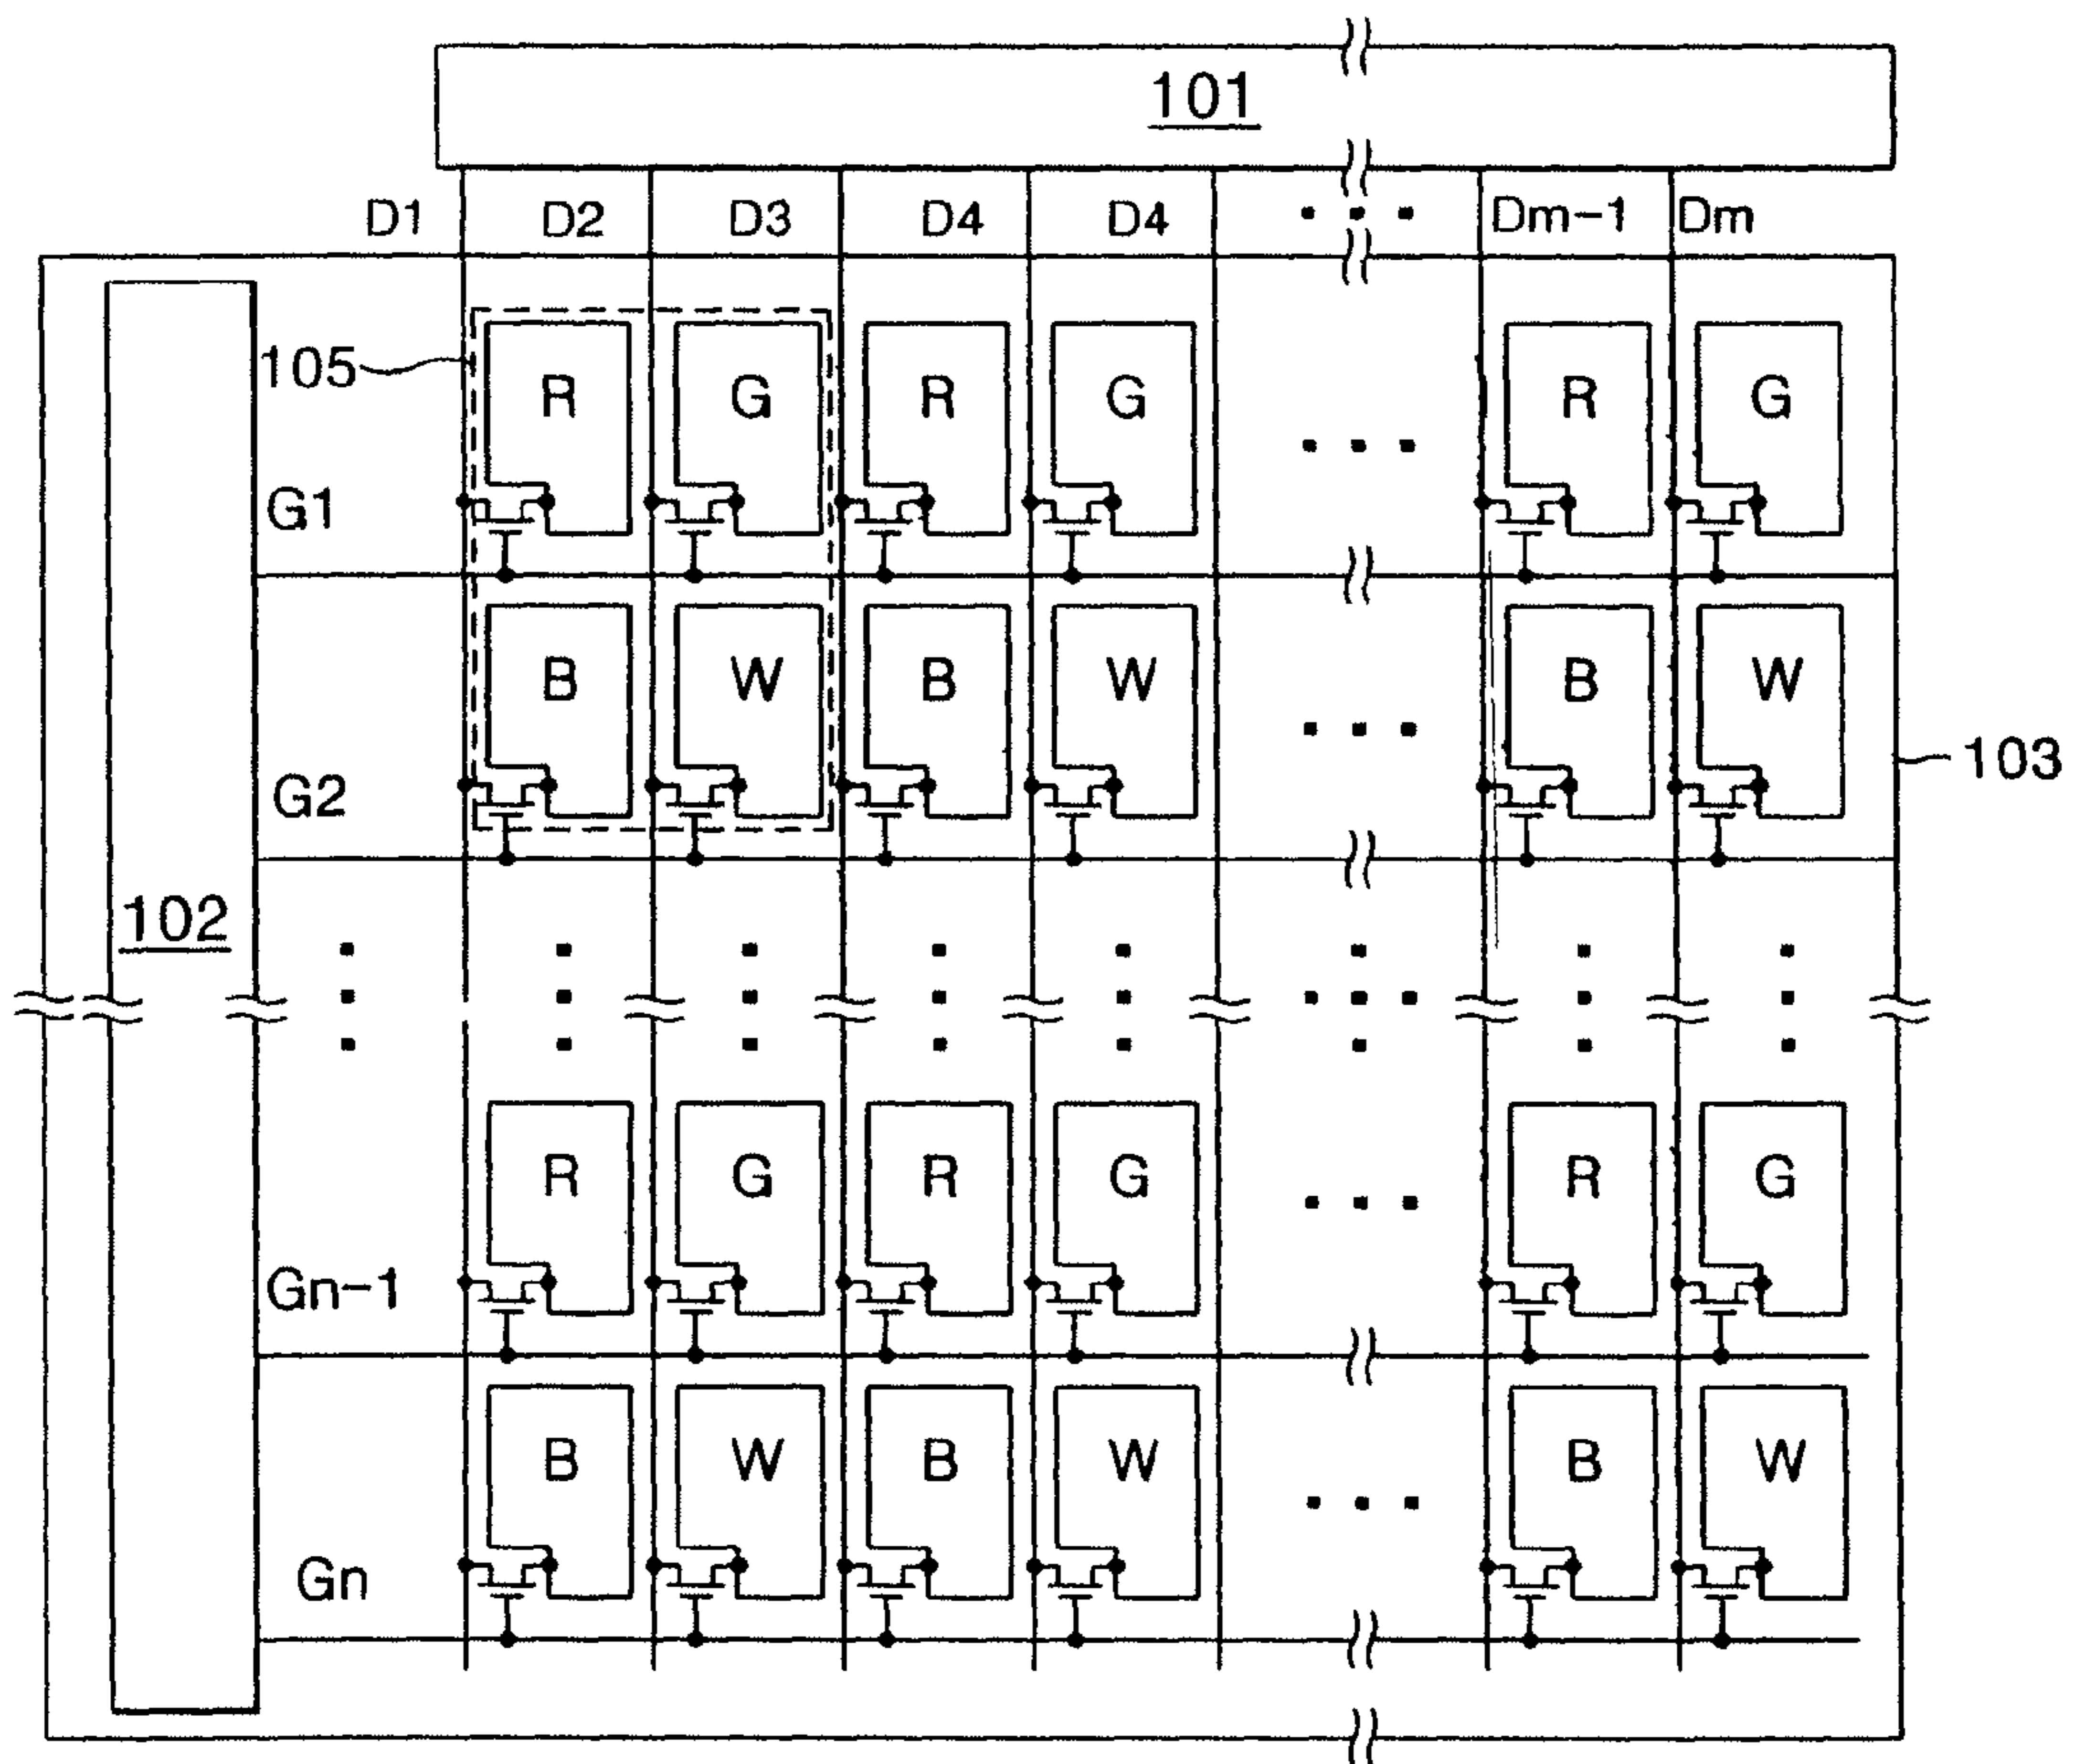 101
D1 D2 D3 D4 D4 Dm-1 Dm
105
R G R G R G
G1
B W B W B W
103
G2
102
R G R G R G
Gn-1
B W B W B W
Gn